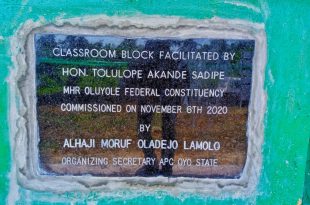 CLASSROOM BLOCK FACILITATED BY
HON. TOLULOPE AKANDE SADIPE
MHR OLUYOLE FEDERAL CONSTITUENCY
COMMISSIONED ON NOVEMBER 6TH 2020
BY
ALHAJI MORUF OLADEJO LAMOLO
ORGANIZING SECRETARY APC OYO STATE